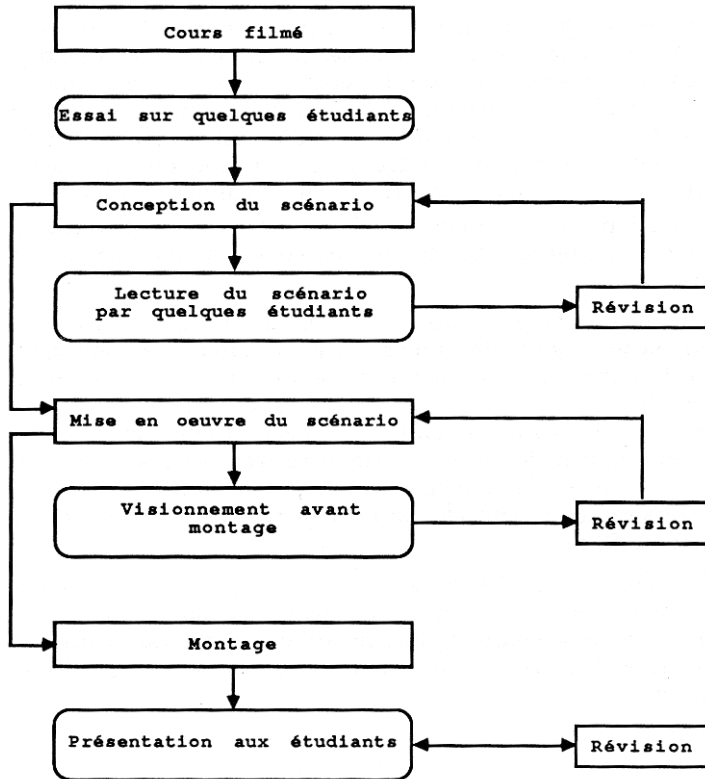 Cours filmé
Essai sur quelques étudiants
Conception du scénario
Lecture du scénario
par quelques étudiants
Révision
Mise en oeuvre du scénario
Visionnement avant
montage
Révision
Montage
Présentation aux étudiants
Révision